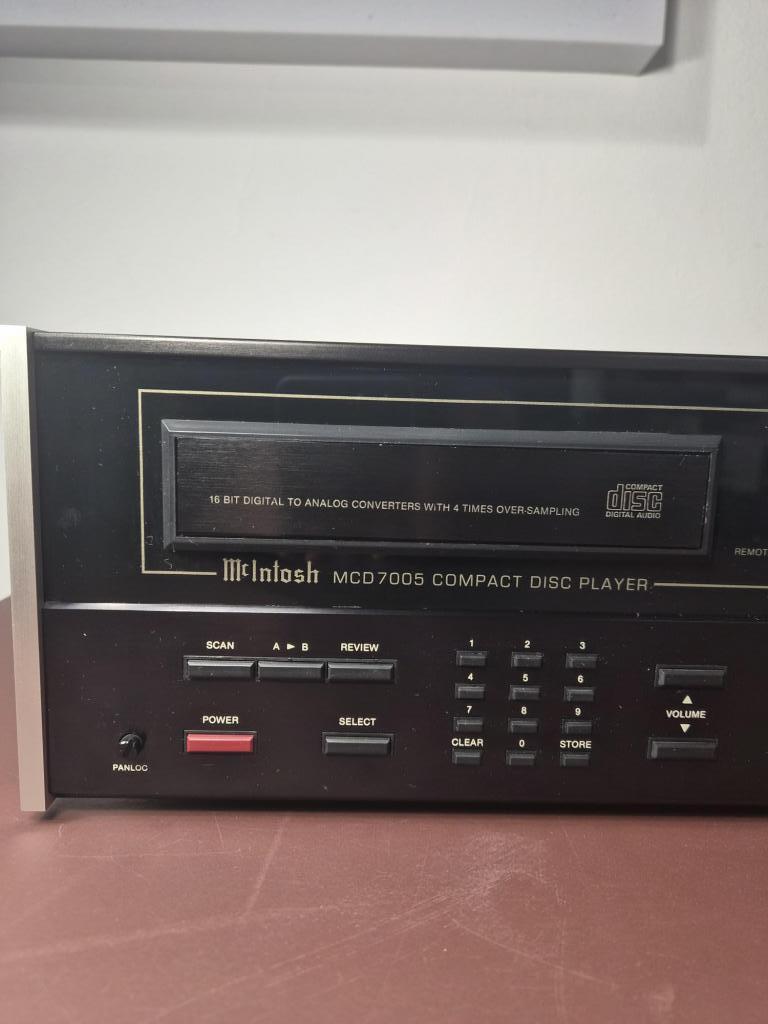 16 BIT DIGITAL TO ANALOG CONVERTERS WITH 4 TIMES OVER-SAMPLING
COMPACT
disc
DIGITAL AUDIO
REMOT
McIntosh MCD7005 COMPACT DISC PLAYER
SCAN A ► B REVIEW
1 2 3
4 5 6
7 8 9
CLEAR 0 STORE
▲
VOLUME
▼
POWER SELECT
PANLOC